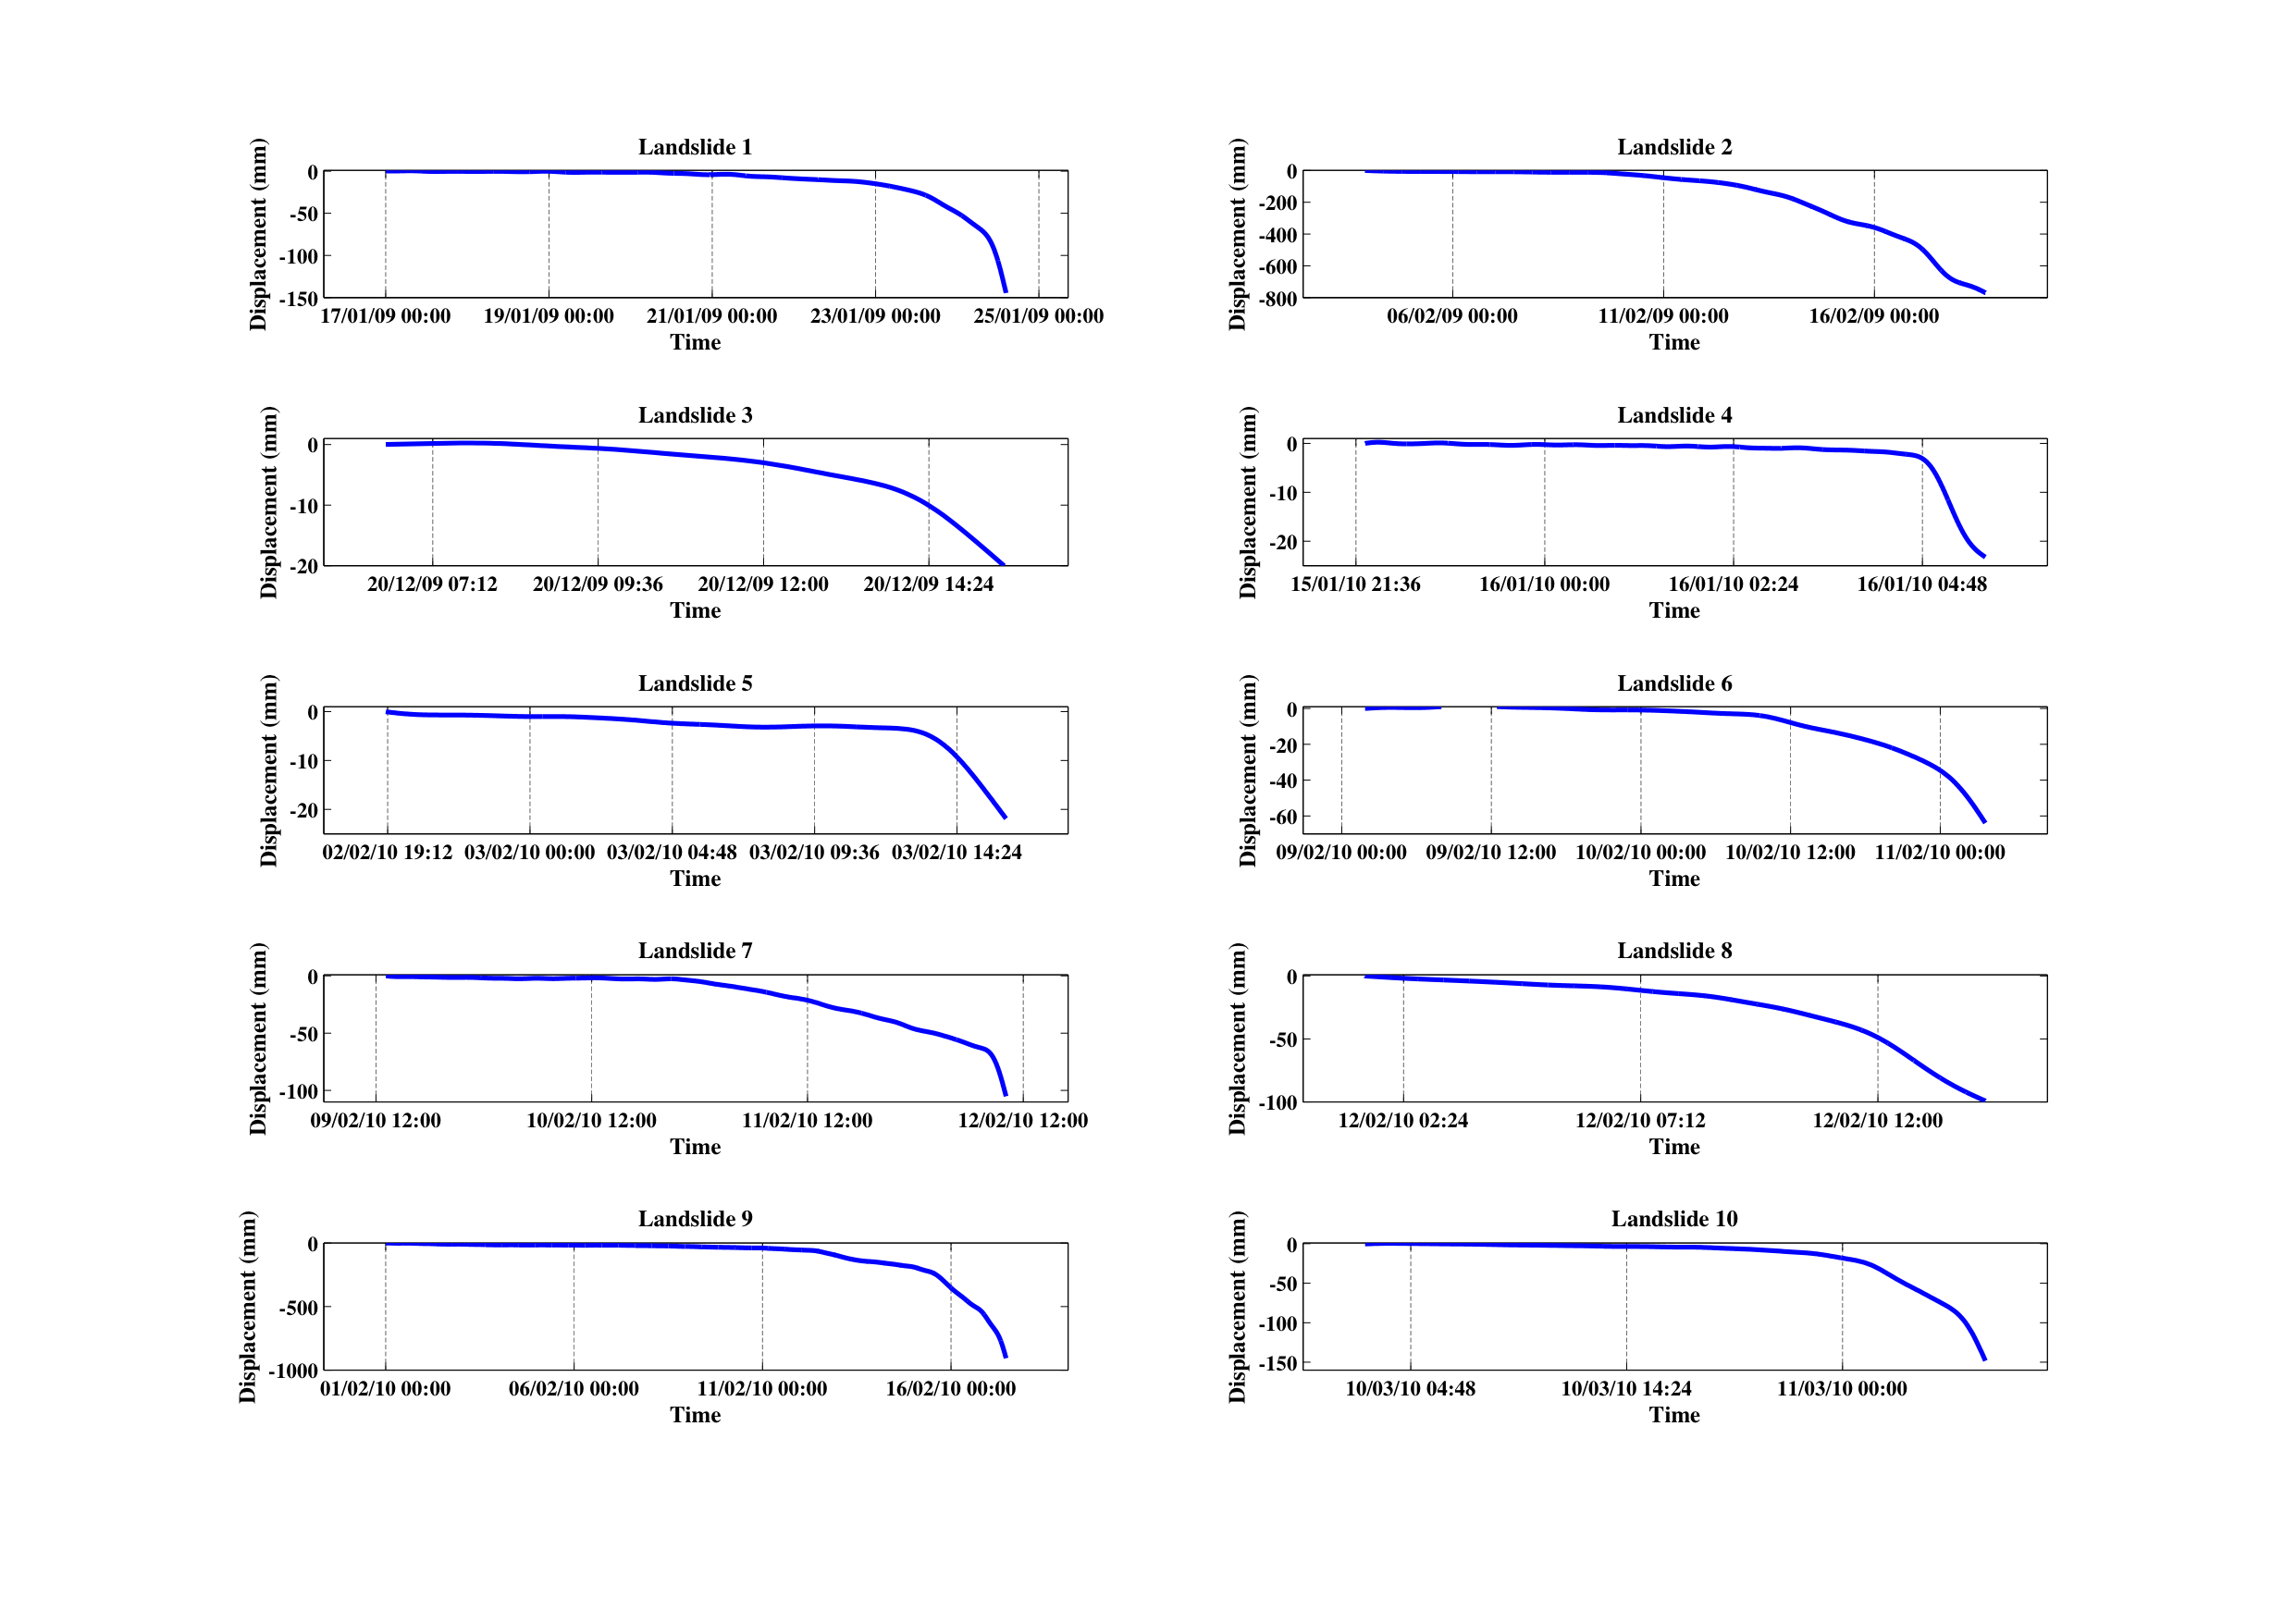 Landslide 1
Displacement (mm)
0
-50
-100
-150
17/01/09 00:00 19/01/09 00:00 21/01/09 00:00 23/01/09 00:00 25/01/09 00:00
Time
Landslide 2
Displacement (mm)
0
-200
-400
-600
-800
06/02/09 00:00 11/02/09 00:00 16/02/09 00:00
Time
Landslide 3
Displacement (mm)
0
-10
-20
20/12/09 07:12 20/12/09 09:36 20/12/09 12:00 20/12/09 14:24
Time
Landslide 4
Displacement (mm)
0
-10
-20
15/01/10 21:36 16/01/10 00:00 16/01/10 02:24 16/01/10 04:48
Time
Landslide 5
Displacement (mm)
0
-10
-20
02/02/10 19:12 03/02/10 00:00 03/02/10 04:48 03/02/10 09:36 03/02/10 14:24
Time
Landslide 6
Displacement (mm)
0
-20
-40
-60
09/02/10 00:00 09/02/10 12:00 10/02/10 00:00 10/02/10 12:00 11/02/10 00:00
Time
Landslide 7
Displacement (mm)
0
-50
-100
09/02/10 12:00 10/02/10 12:00 11/02/10 12:00 12/02/10 12:00
Time
Landslide 8
Displacement (mm)
0
-50
-100
12/02/10 02:24 12/02/10 07:12 12/02/10 12:00
Time
Landslide 9
Displacement (mm)
0
-500
-1000
01/02/10 00:00 06/02/10 00:00 11/02/10 00:00 16/02/10 00:00
Time
Landslide 10
Displacement (mm)
0
-50
-100
-150
10/03/10 04:48 10/03/10 14:24 11/03/10 00:00
Time